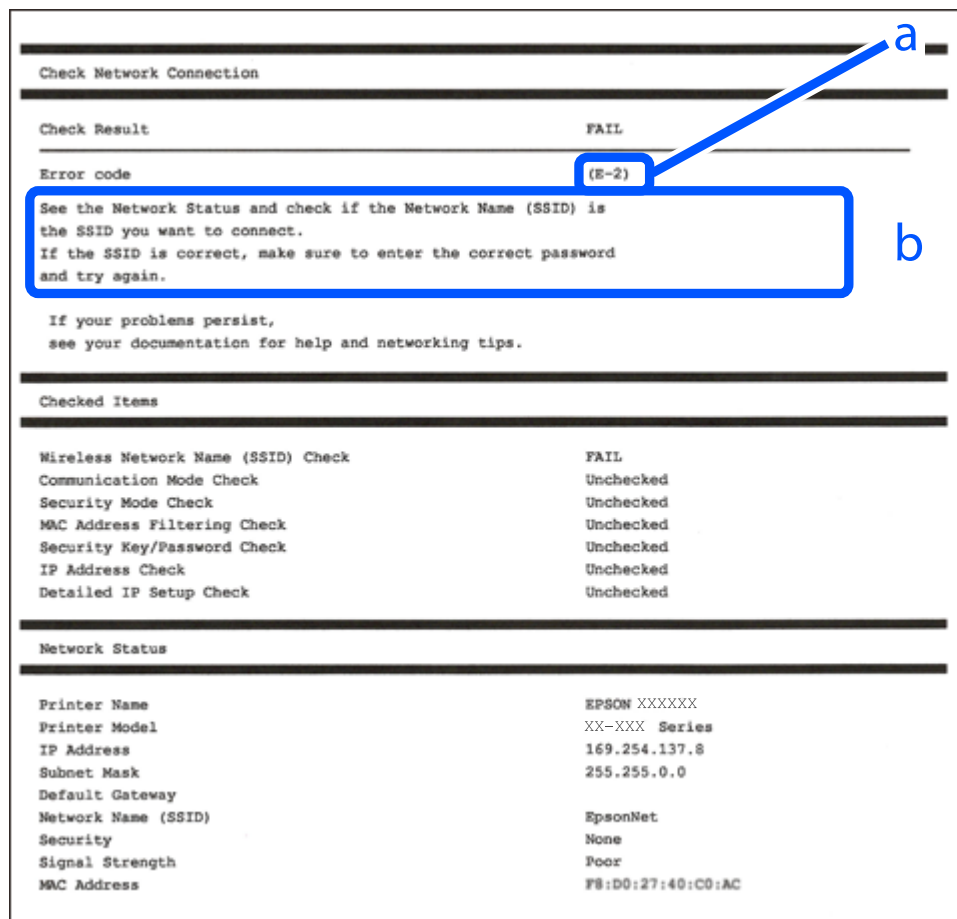 a
Check Network Connection
Check Result FAIL
Error code (E-2)
See the Network Status and check if the Network Name (SSID) is
the SSID you want to connect.
If the SSID is correct, make sure to enter the correct password
and try again.
b
If your problems persist,
see your documentation for help and networking tips.
Checked Items
Wireless Network Name (SSID) Check FAIL
Communication Mode Check Unchecked
Security Mode Check Unchecked
MAC Address Filtering Check Unchecked
Security Key/Password Check Unchecked
IP Address Check Unchecked
Detailed IP Setup Check Unchecked
Network Status
Printer Name EPSON XXXXXX
Printer Model XX-XXX Series
IP Address 169.254.137.8
Subnet Mask 255.255.0.0
Default Gateway
Network Name (SSID) EpsonNet
Security None
Signal Strength Poor
MAC Address F8:D0:27:40:C0:AC